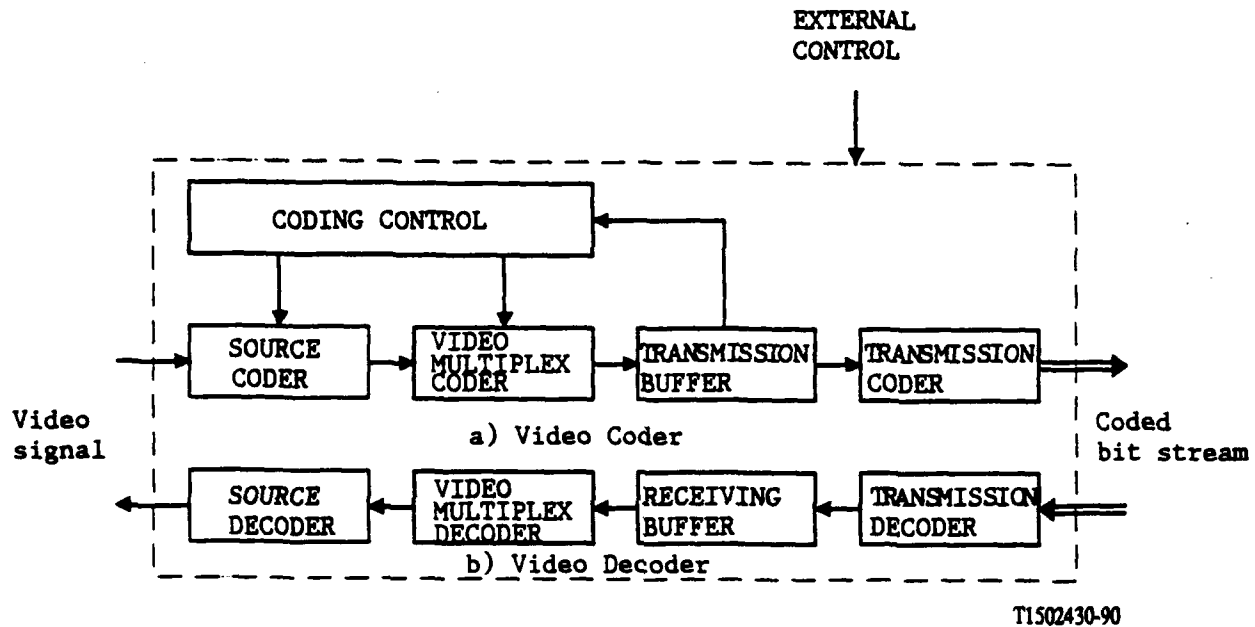 EXTERNAL
CONTROL
CODING CONTROL
SOURCE
CODER
VIDEO
MULTIPLEX
CODER
TRANSMISSION
BUFFER
TRANSMISSION
CODER
Video
signal
a) Video Coder
Coded
bit stream
SOURCE
DECODER
VIDEO
MULTIPLEX
DECODER
RECEIVING
BUFFER
TRANSMISSION
DECODER
b) Video Decoder
T1502430-90